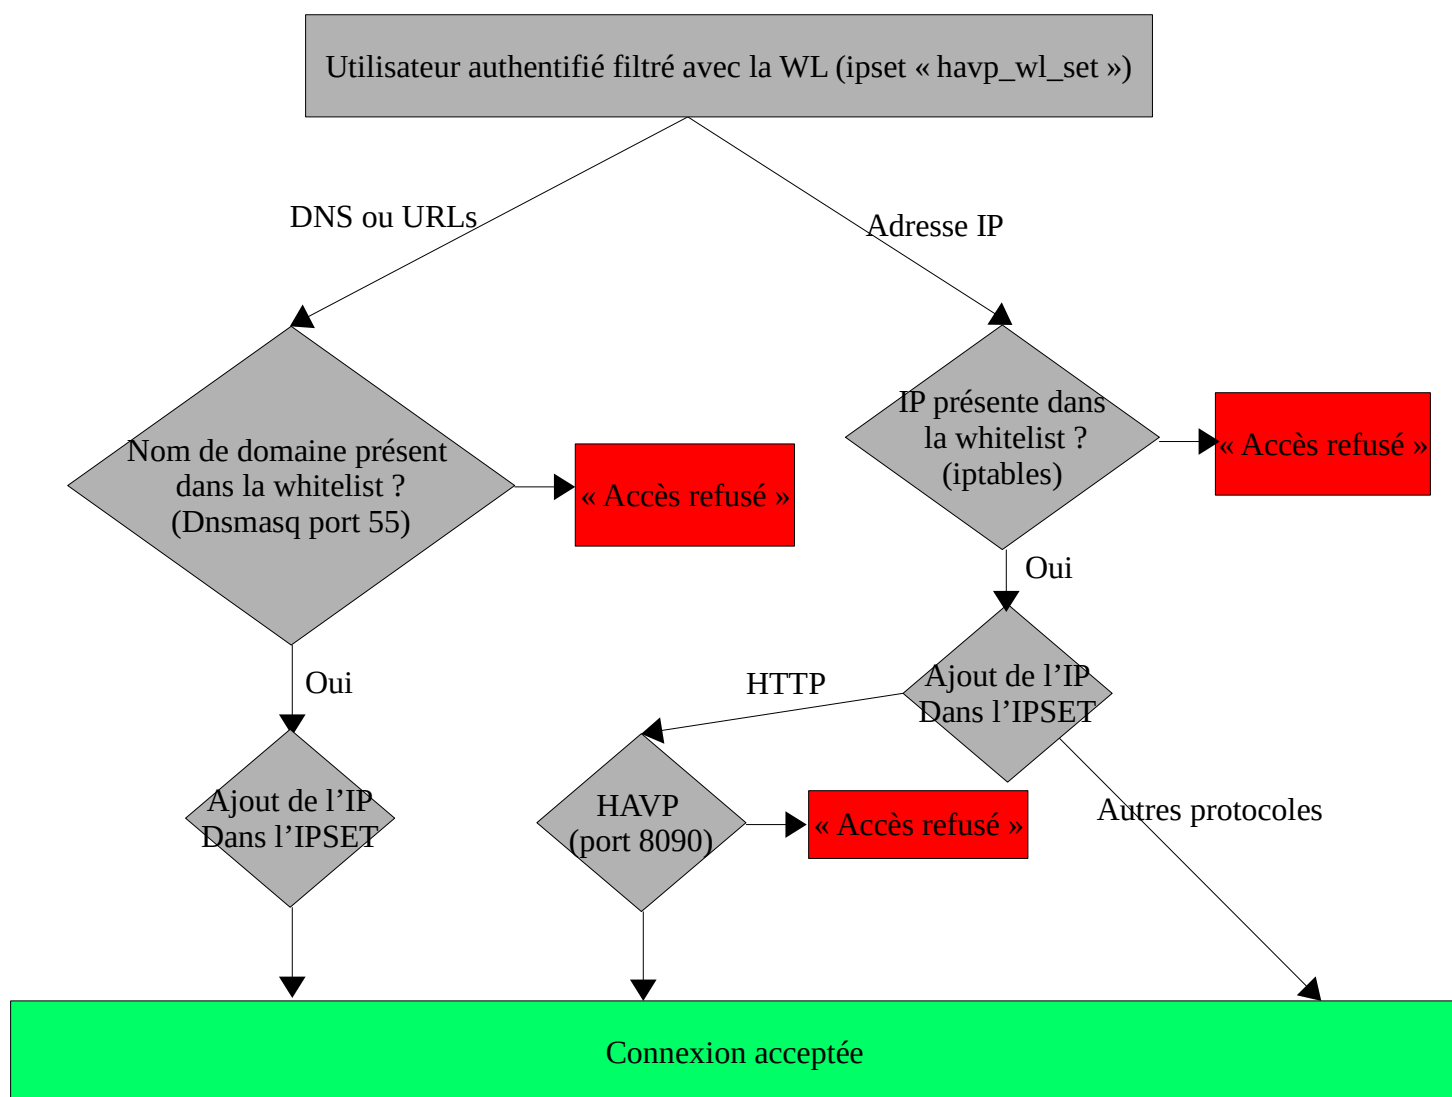 Utilisateur authentifié filtré avec la WL (ipset « havp_wl_set »)
DNS ou URLs
Adresse IP
Nom de domaine présent
dans la whitelist ?
(Dnsmasq port 55)
« Accès refusé »
IP présente dans
la whitelist ?
(iptables)
« Accès refusé »
Oui
Oui
Ajout de l’IP
Dans l’IPSET
HTTP
Ajout de l’IP
Dans l’IPSET
HAVP
(port 8090)
« Accès refusé »
Autres protocoles
Connexion acceptée